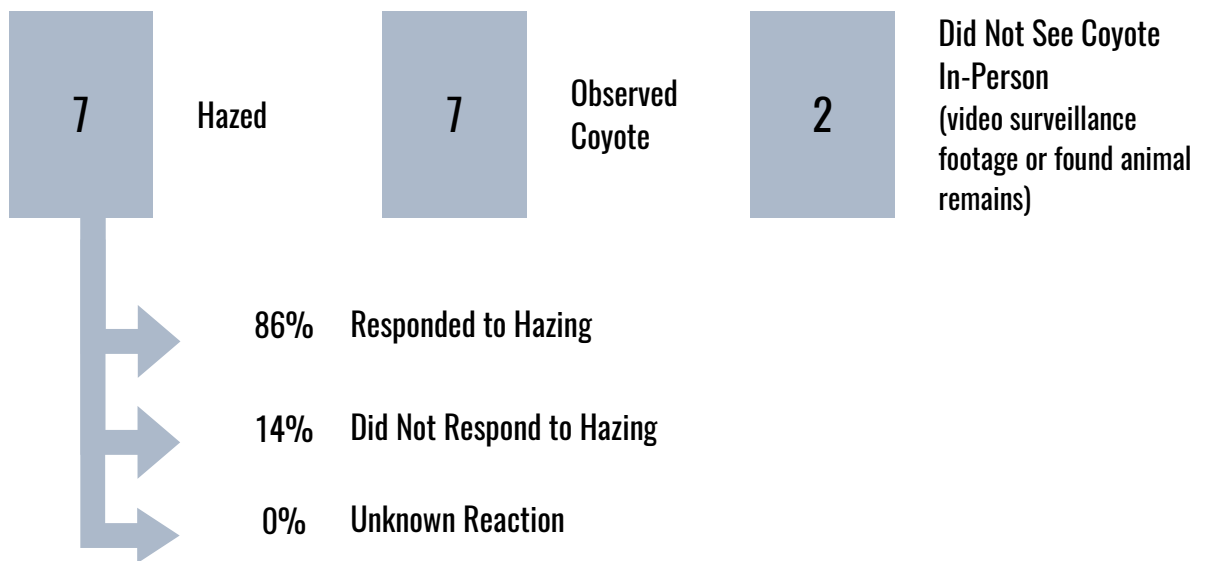 7
Hazed
7
Observed
Coyote
2
Did Not See Coyote
In-Person
(video surveillance
footage or found animal
remains)
86% Responded to Hazing
14% Did Not Respond to Hazing
0% Unknown Reaction